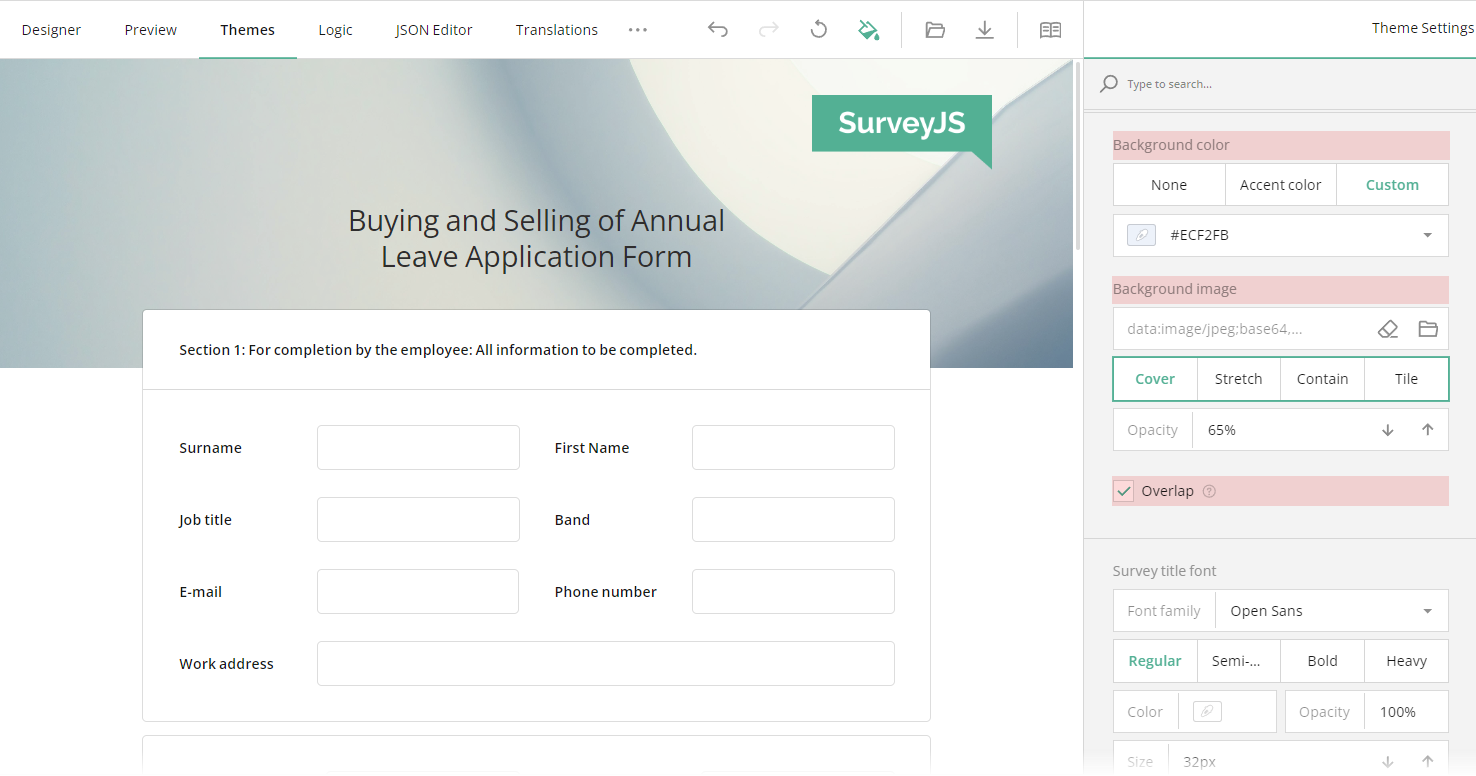 Designer Preview Themes Logic JSON Editor Translations
Theme Settings
Type to search...
SurveyJS
Buying and Selling of Annual
Leave Application Form
Section 1: For completion by the employee: All information to be completed.
Surname First Name
Job title Band
E-mail Phone number
Work address
Background color
None Accent color Custom
#ECF2FB
Background image
data:image/jpeg;base64,...
Cover Stretch Contain Tile
Opacity 65%
Overlap
Survey title font
Font family Open Sans
Regular Semi-... Bold Heavy
Color Opacity 100%
Size 32px